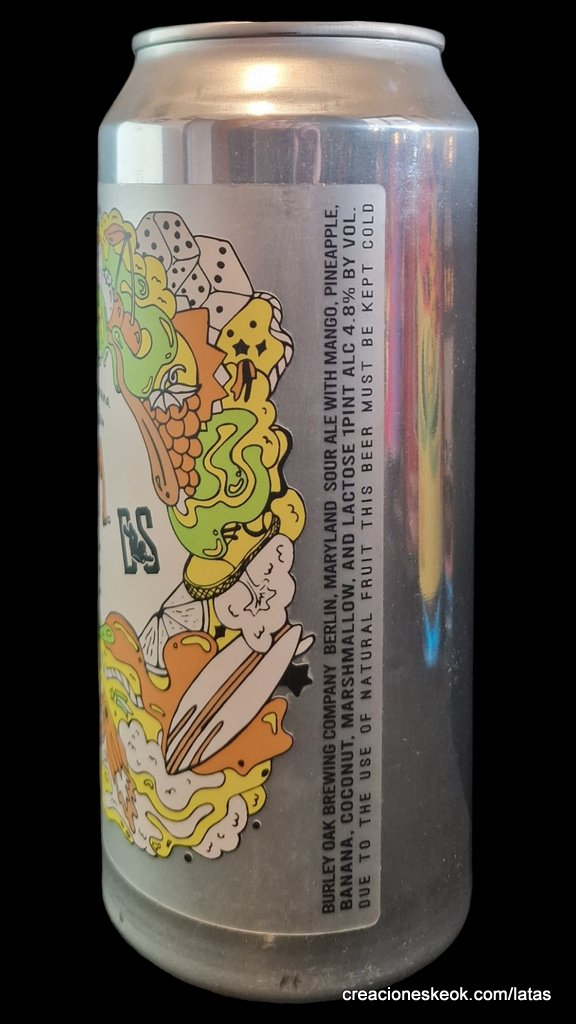 BURLEY OAK BREWING COMPANY BERLIN, MARYLAND SOUR ALE WITH MANGO, PINEAPPLE,
BANANA, COCONUT, MARSHMALLOW, AND LACTOSE 1PINT ALC 4.8% BY VOL.
DUE TO THE USE OF NATURAL FRUIT THIS BEER MUST BE KEPT COLD
creacioneskeok.com/latas